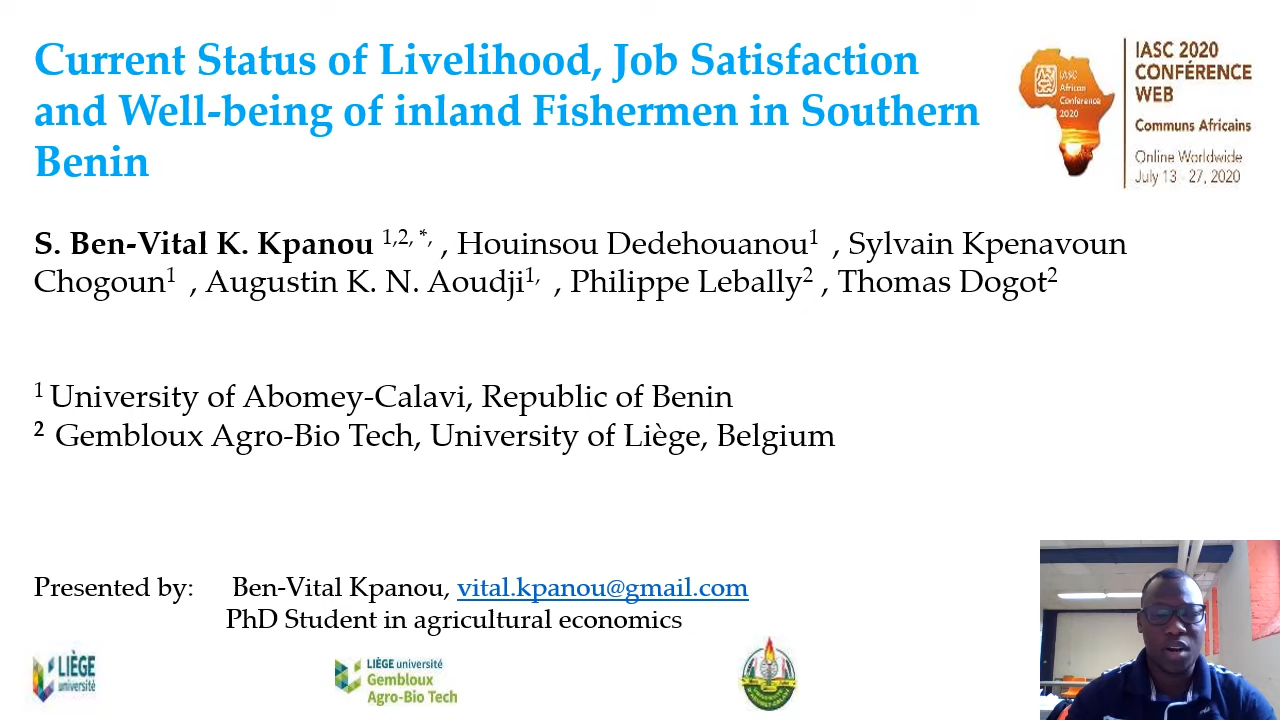 Current Status of Livelihood, Job Satisfaction
and Well-being of inland Fishermen in Southern
Benin
IASC
African
Conference
2020
IASC 2020
CONFÉRENCE
WEB
Communs Africains
Online Worldwide
July 13 - 27, 2020
S. Ben-Vital K. Kpanou 1,2, *, , Houinsou Dedehouanou1 , Sylvain Kpenavoun
Chogoun1 , Augustin K. N. Aoudji1, , Philippe Lebally2 , Thomas Dogot2
1 University of Abomey-Calavi, Republic of Benin
2 Gembloux Agro-Bio Tech, University of Liège, Belgium
Presented by: Ben-Vital Kpanou, vital.kpanou@gmail.com
PhD Student in agricultural economics
LIÈGE
université
LIÈGE université
Gembloux
Agro-Bio Tech